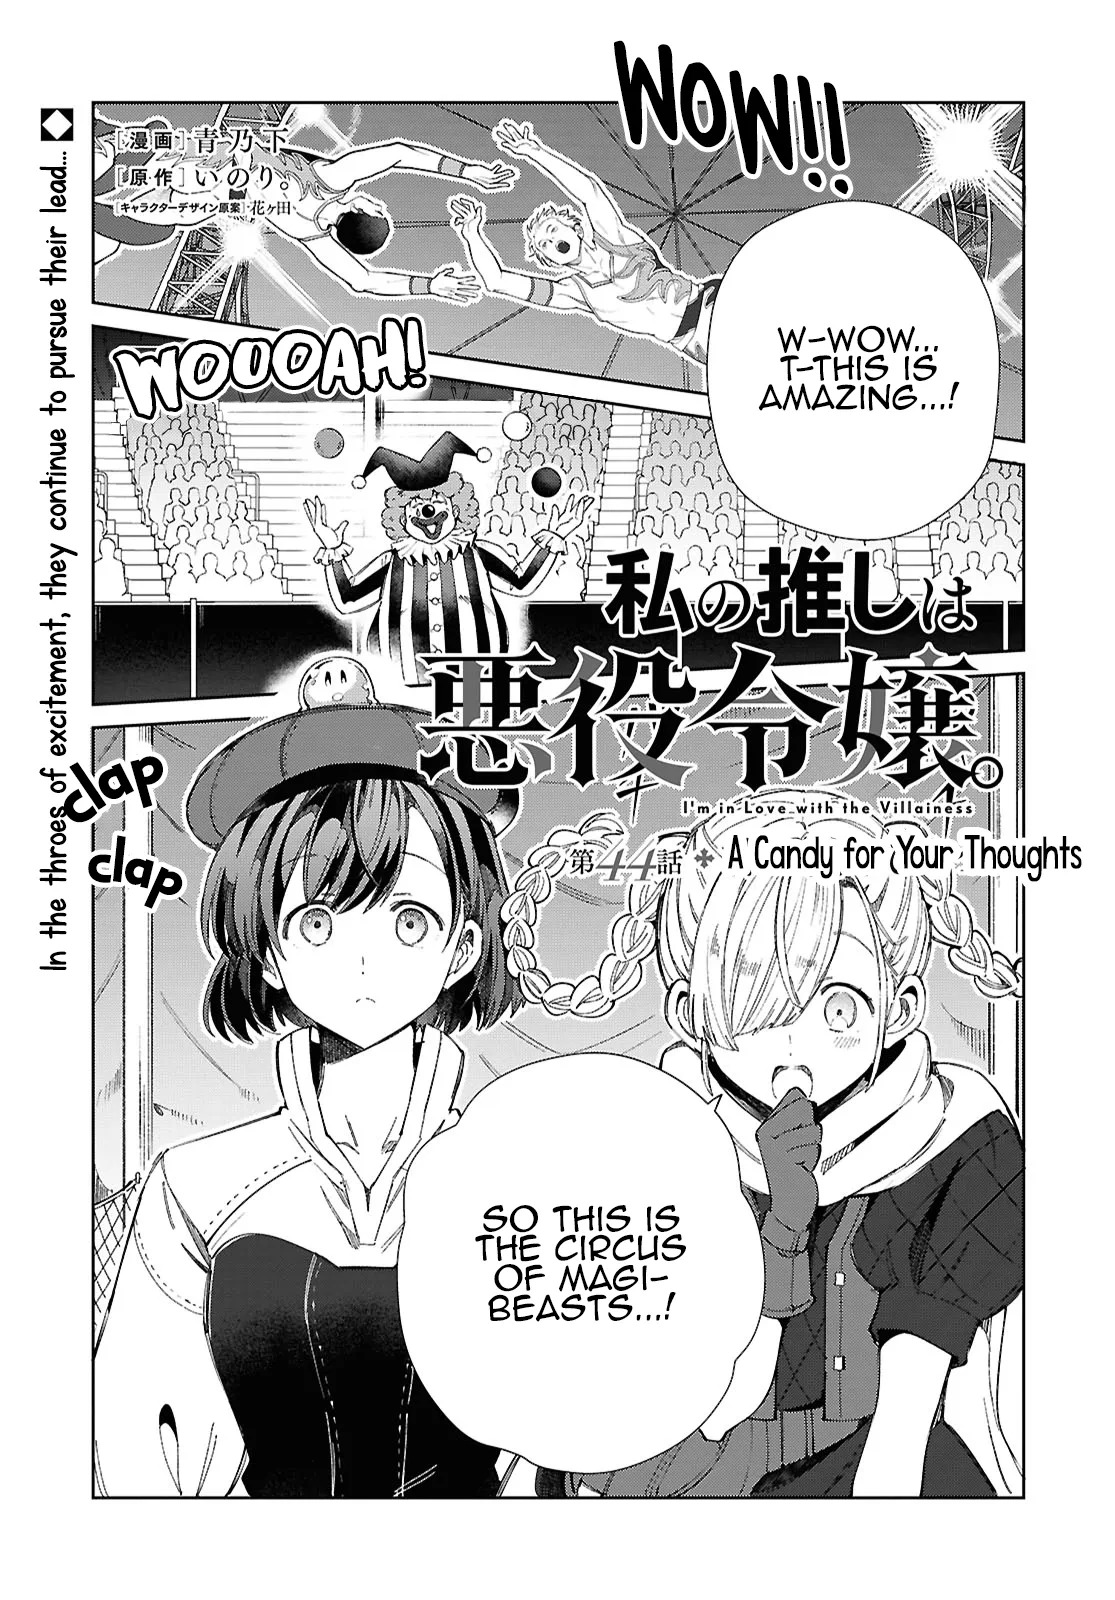 WOW!!
[漫画] 青乃下
[原作] いのり。
[キャラクターデザイン原案] 花ヶ田
In the throes of excitement, they continue to pursue their lead...
W-WOW...
T-THIS IS
AMAZING...!
WOUOOAH!
私の推しは
悪役令嬢。
I'm in Love with the Villainess
第44話 A Candy for Your Thoughts
clap
clap
SO THIS IS
THE CIRCUS
OF MAGI-
BEASTS...!